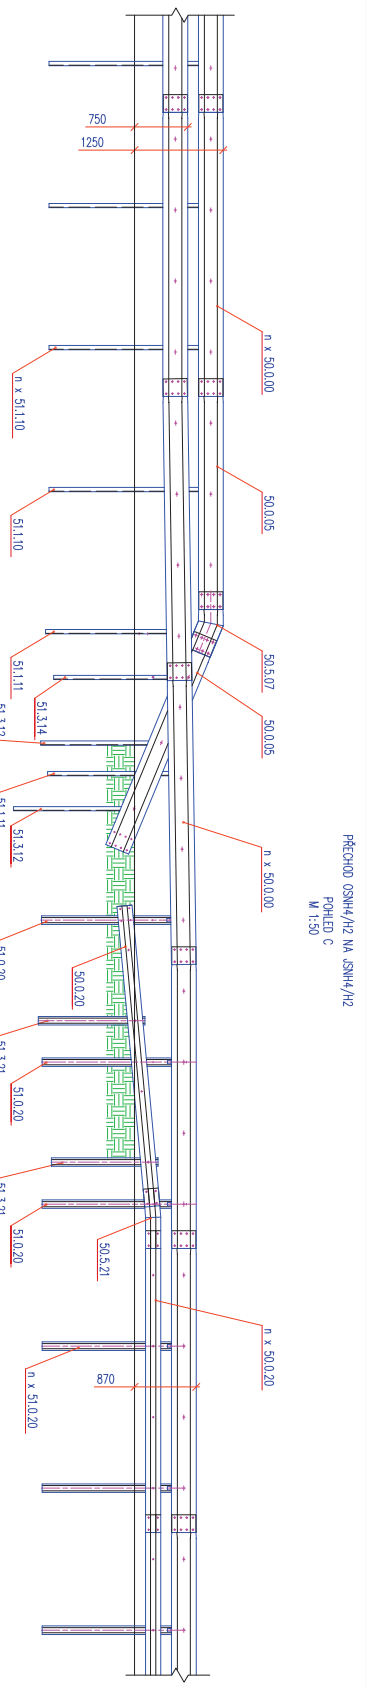 PŘECHOD OSNH4/H2 NA JSNH4/H2
POHLED C
M 1:50
750
1250
n x 50.0.00
50.0.05
50.5.07
50.0.05
n x 50.0.00
n x 50.0.20
n x 51.1.10
51.1.10
51.1.11
51.3.14
51.3.12
50.0.20
51.0.20
51.0.20
50.5.21
n x 51.0.20
870